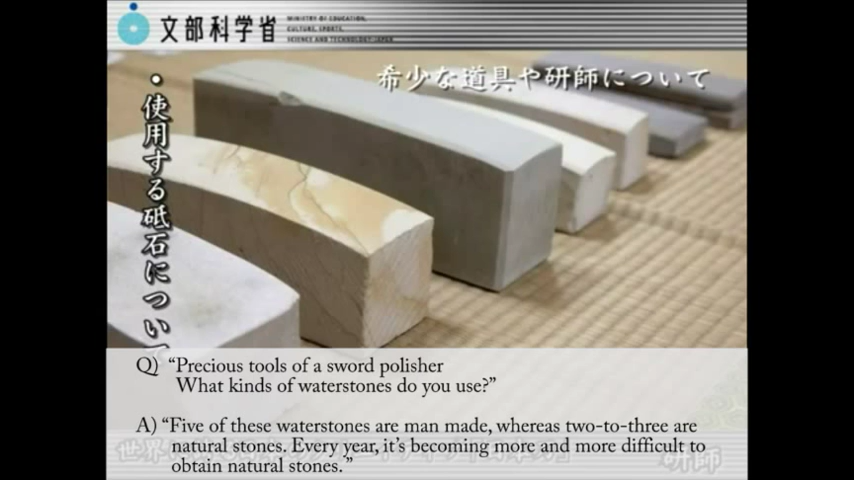 文部科学省
MINISTRY OF EDUCATION,
CULTURE, SPORTS,
SCIENCE AND TECHNOLOGY-JAPAN
希少な道具や研師について
・使用する砥石につい
Q) “Precious tools of a sword polisher
What kinds of waterstones do you use?”
A) “Five of these waterstones are man made, whereas two-to-three are
natural stones. Every year, it’s becoming more and more difficult to
obtain natural stones.”
研師